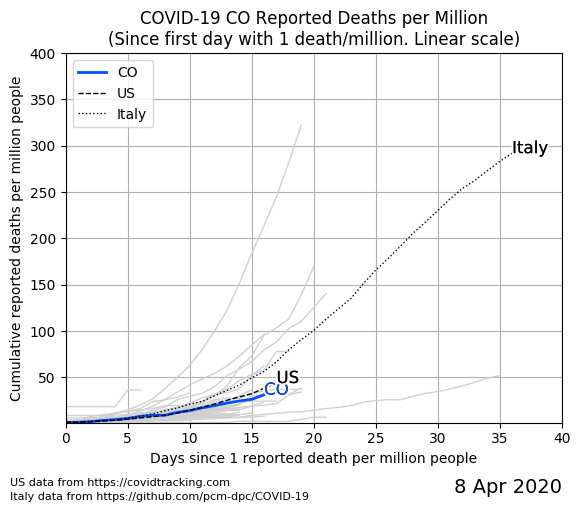 COVID-19 CO Reported Deaths per Million
(Since first day with 1 death/million. Linear scale)
Cumulative reported deaths per million people
400
350
300
250
200
150
100
50
CO
US
Italy
Italy
US
CO
0
5
10
15
20
25
30
35
40
Days since 1 reported death per million people
US data from https://covidtracking.com
Italy data from https://github.com/pcm-dpc/COVID-19
8 Apr 2020